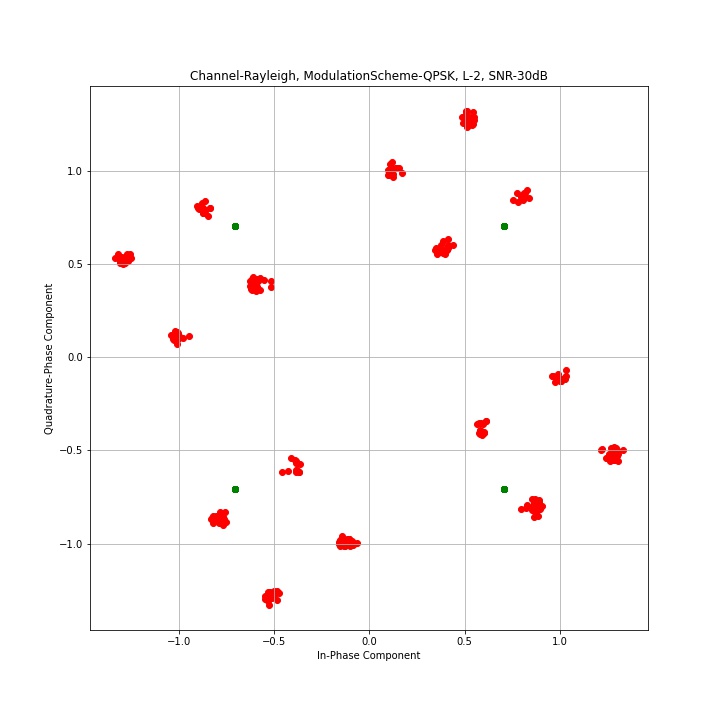 Channel-Rayleigh, ModulationScheme-QPSK, L-2, SNR-30dB
1.0
0.5
0.0
−0.5
−1.0
Quadrature-Phase Component
−1.0 −0.5 0.0 0.5 1.0
In-Phase Component